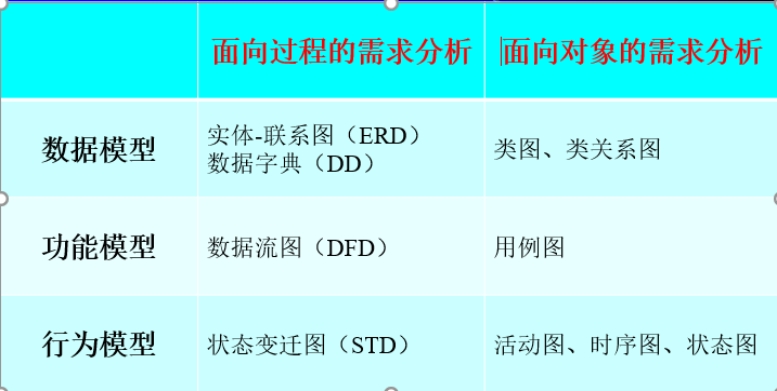 面向过程的需求分析
面向对象的需求分析
数据模型
实体-联系图（ERD）
数据字典（DD）
类图、类关系图
功能模型
数据流图（DFD）
用例图
行为模型
状态变迁图（STD）
活动图、时序图、状态图